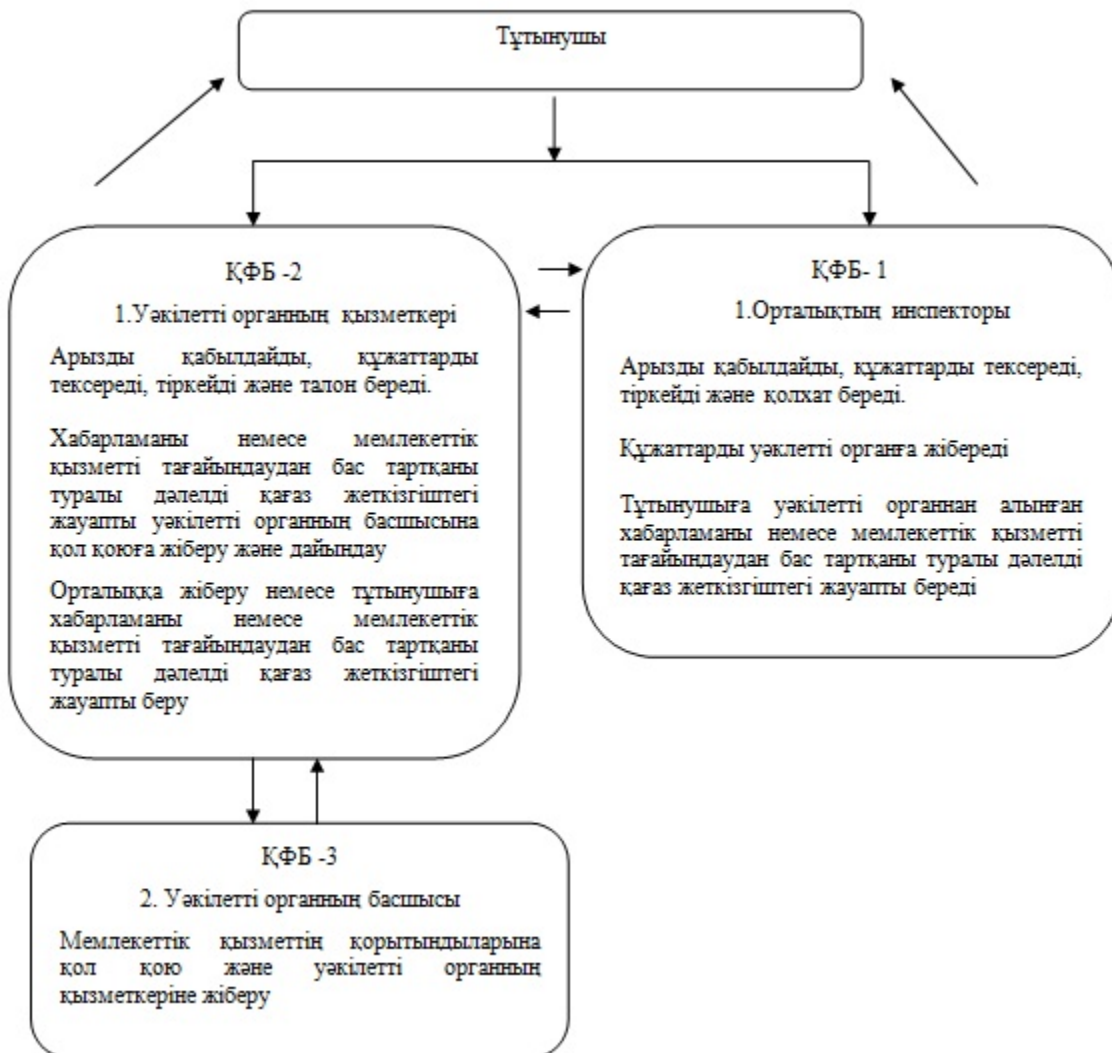 Тұтынушы
ҚФБ -2
1.Уәкілетті органның қызметкері
Арызды қабылдайды, құжаттарды
тексереді, тіркейді және талон береді.
Хабарламаны немесе мемлекеттік
қызметті тағайындаудан бас тартқаны
туралы дәлелді қағаз жеткізгіштегі
жауапты уәкілетті органның басшысына
қол қоюға жіберу және дайындау
Орталыққа жіберу немесе тұтынушыға
хабарламаны немесе мемлекеттік
қызметті тағайындаудан бас тартқаны
туралы дәлелді қағаз жеткізгіштегі
жауапты беру
ҚФБ- 1
1.Орталықтың инспекторы
Арызды қабылдайды, құжаттарды тексереді,
тіркейді және қолхат береді.
Құжаттарды уәклетті органға жібереді
Тұтынушыға уәкілетті органнан алынған
хабарламаны немесе мемлекеттік қызметті
тағайындаудан бас тартқаны туралы дәлелді
қағаз жеткізгіштегі жауапты береді
ҚФБ -3
2. Уәкілетті органның басшысы
Мемлекеттік қызметтің қорытындыларына
қол қою және уәкілетті органның
қызметкеріне жіберу